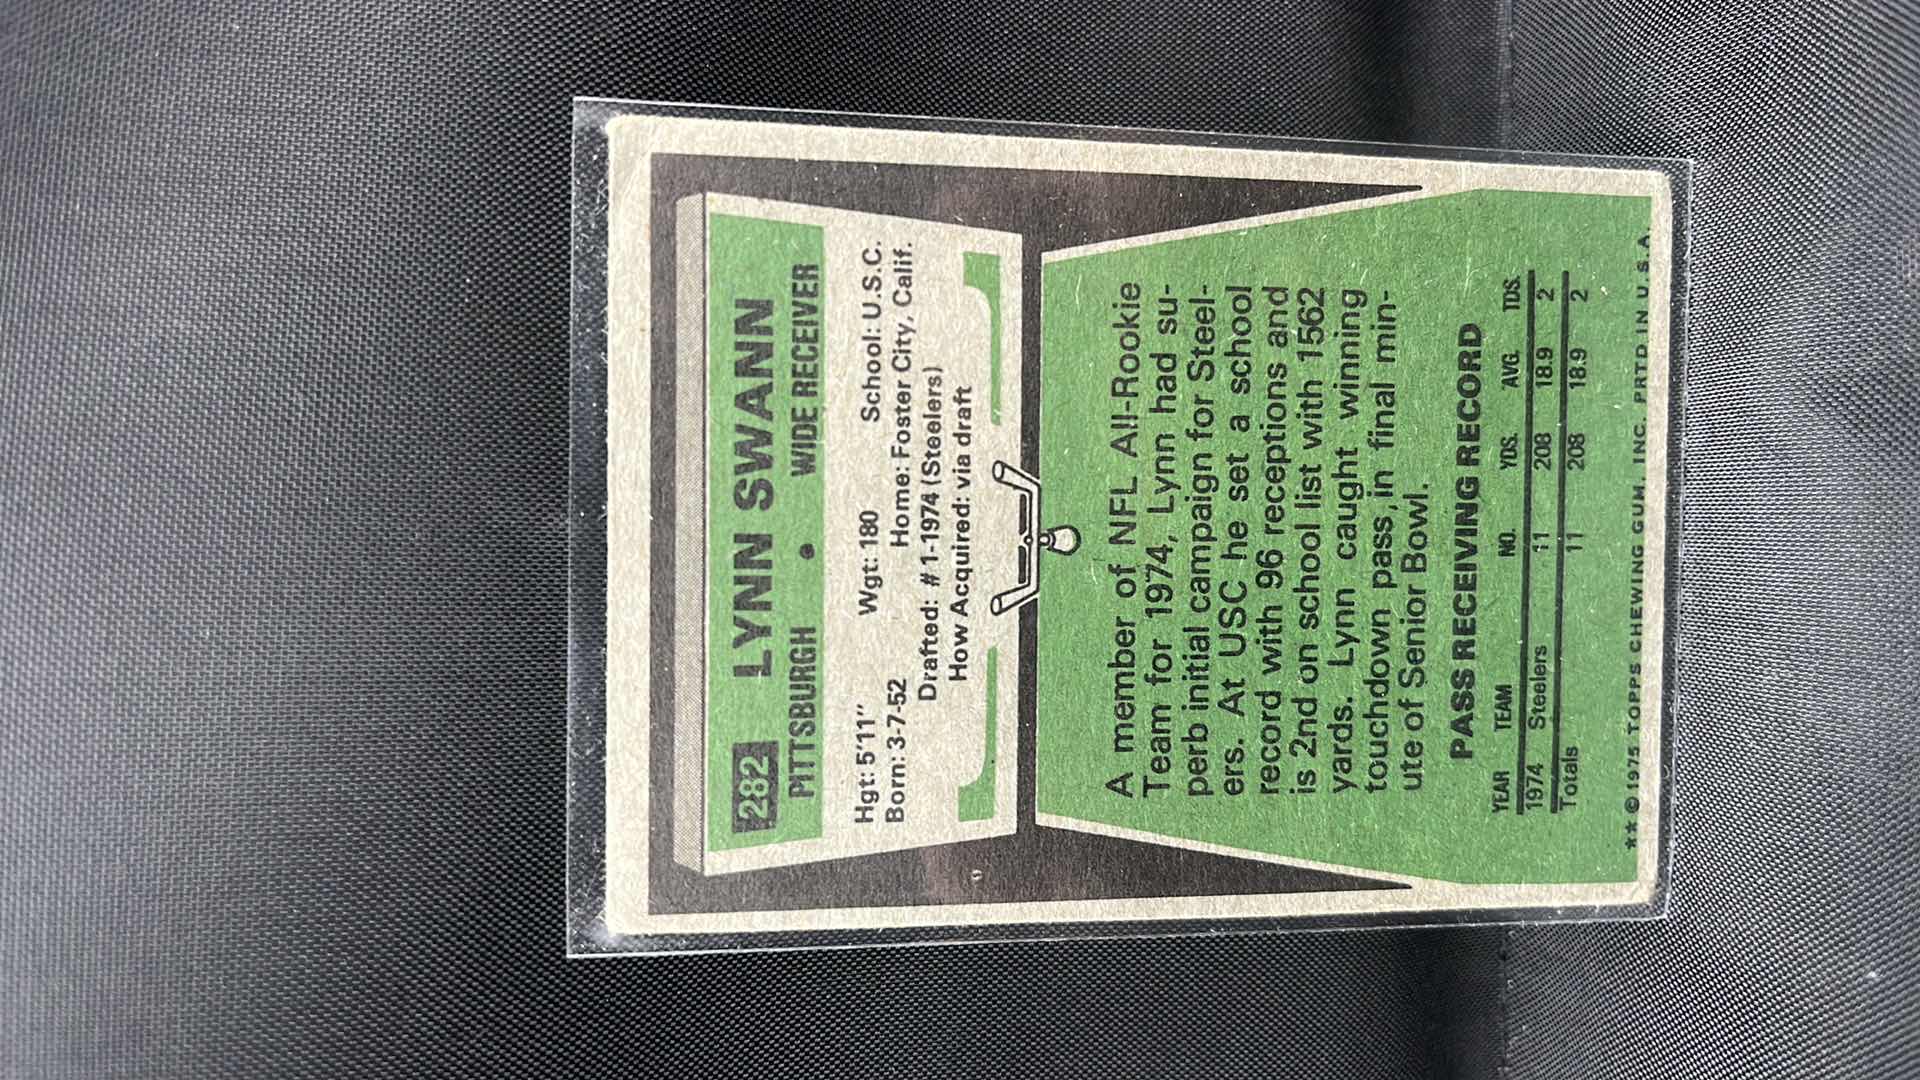 282 LYNN SWANN
PITTSBURGH • WIDE RECEIVER
Hgt: 5'11" Wgt: 180 School: U.S.C.
Born: 3-7-52 Home: Foster City, Calif.
Drafted: #1-1974 (Steelers)
How Acquired: via draft
A member of NFL All-Rookie
Team for 1974, Lynn had su-
perb initial campaign for Steel-
ers. At USC he set a school
record with 96 receptions and
is 2nd on school list with 1562
yards. Lynn caught winning
touchdown pass, in final min-
ute of Senior Bowl.
PASS RECEIVING RECORD
YEAR TEAM NO. YDS. AVG. TDS.
1974 Steelers 11 208 18.9 2
Totals 11 208 18.9 2
★★ © 1975 TOPPS CHEWING GUM, INC. PRTD IN U.S.A.